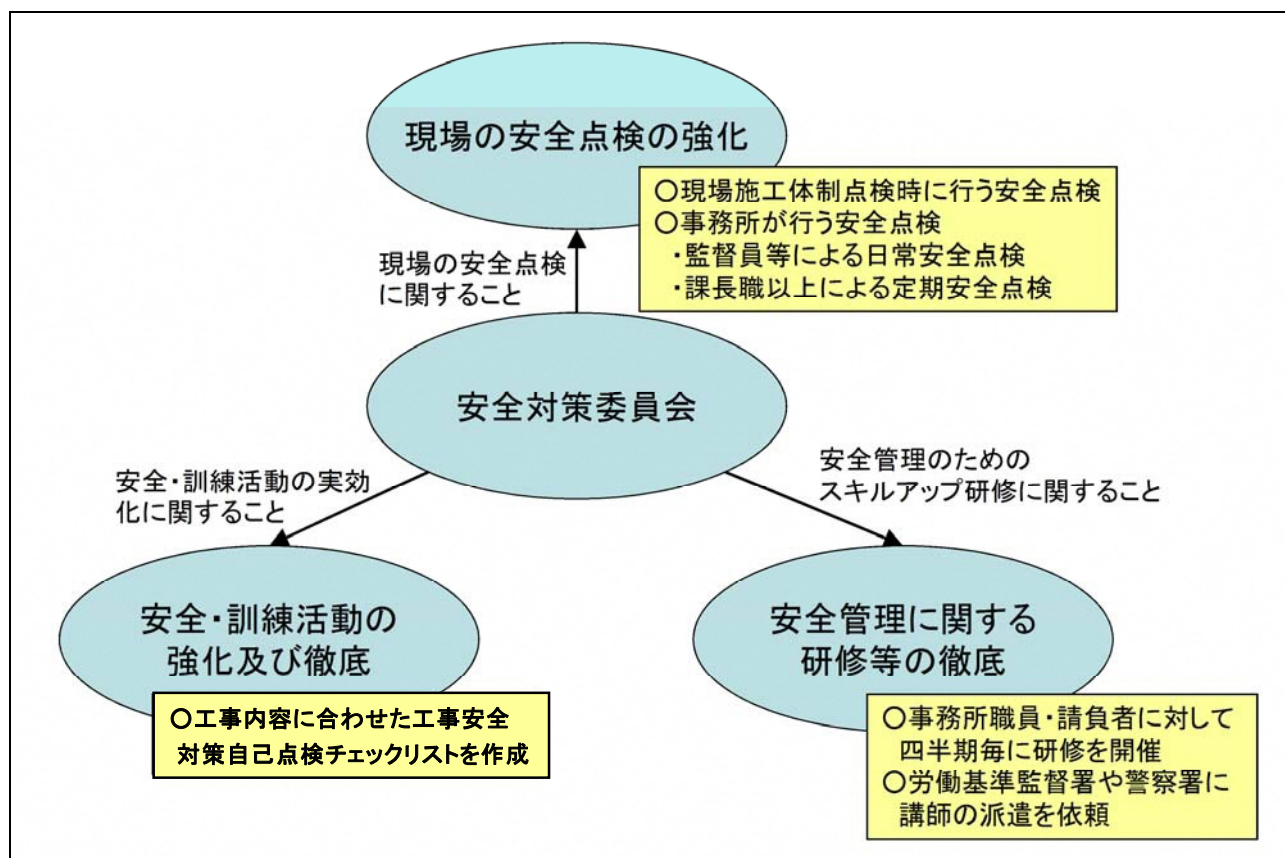 現場の安全点検の強化
○現場施工体制点検時に行う安全点検
○事務所が行う安全点検
・監督員等による日常安全点検
・課長職以上による定期安全点検
現場の安全点検
に関すること
安全対策委員会
安全・訓練活動の実効
化に関すること
安全管理のための
スキルアップ研修に関すること
安全・訓練活動の
強化及び徹底
○工事内容に合わせた工事安全
対策自己点検チェックリストを作成
安全管理に関する
研修等の徹底
○事務所職員・請負者に対して
四半期毎に研修を開催
○労働基準監督署や警察署に
講師の派遣を依頼